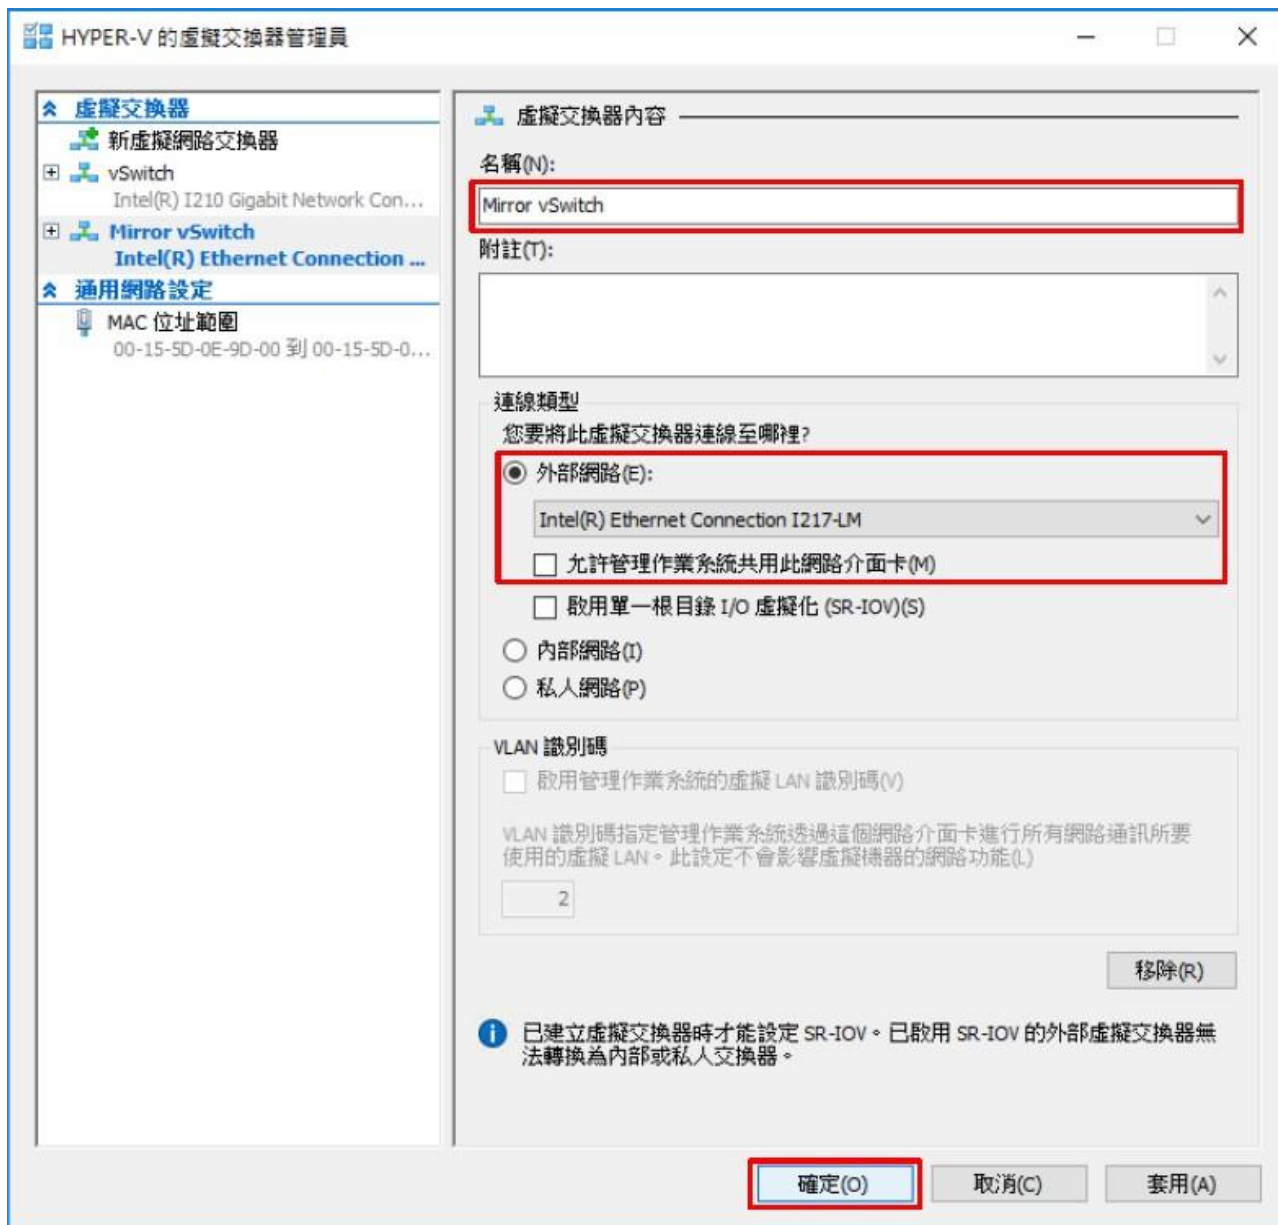 HYPER-V 的虛擬交換器管理員
虛擬交換器
新虛擬網路交換器
vSwitch
Intel(R) I210 Gigabit Network Con...
Mirror vSwitch
Intel(R) Ethernet Connection ...
通用網路設定
MAC 位址範圍
00-15-5D-0E-9D-00 到 00-15-5D-0...
虛擬交換器內容
名稱(N):
Mirror vSwitch
附註(T):
連線類型
您要將此虛擬交換器連線至哪裡?
外部網路(E):
Intel(R) Ethernet Connection I217-LM
允許管理作業系統共用此網路介面卡(M)
啟用單一根目錄 I/O 虛擬化 (SR-IOV)(S)
內部網路(I)
私人網路(P)
VLAN 識別碼
啟用管理作業系統的虛擬 LAN 識別碼(V)
VLAN 識別碼指定管理作業系統透過這個網路介面卡進行所有網路通訊所要
使用的虛擬 LAN。此設定不會影響虛擬機器的網路功能(L)
2
移除(R)
已建立虛擬交換器時才能設定 SR-IOV。已啟用 SR-IOV 的外部虛擬交換器無
法轉換為內部或私人交換器。
確定(O)
取消(C)
套用(A)